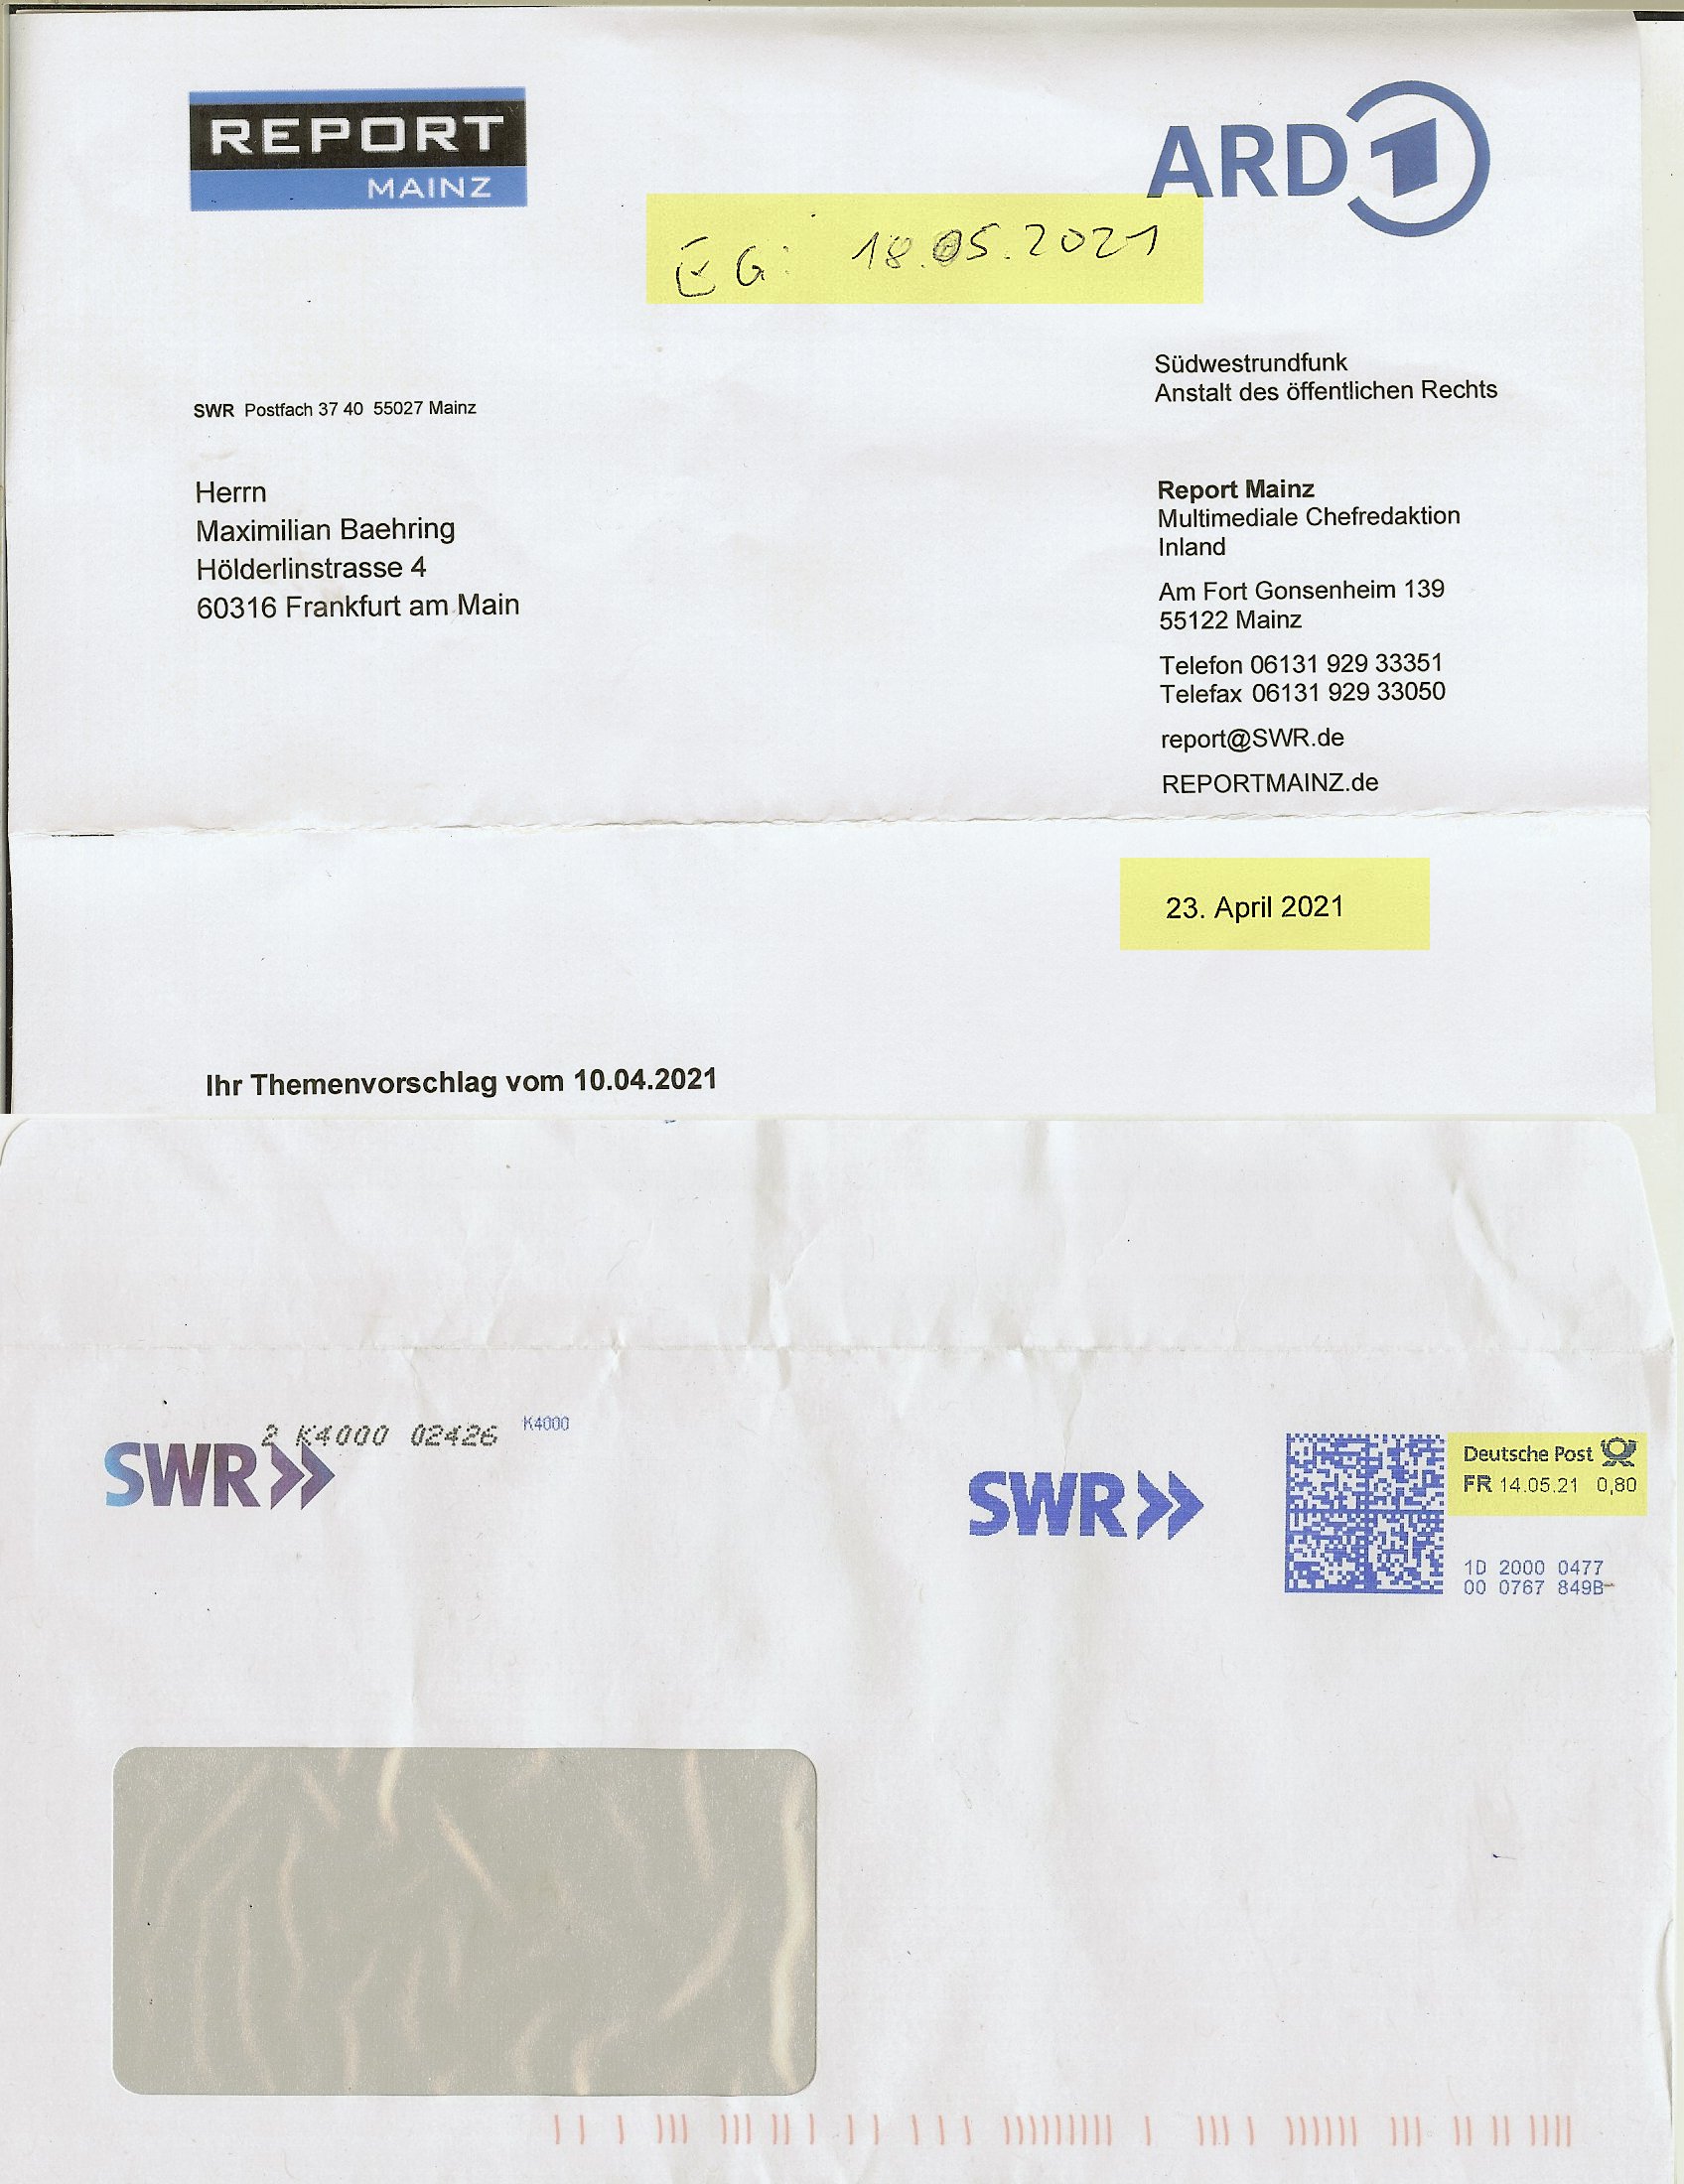 REPORT
MAINZ
ARD 1
EG: 18.05.2021
Südwestrundfunk
Anstalt des öffentlichen Rechts
SWR Postfach 37 40 55027 Mainz
Herrn
Maximilian Baehring
Hölderlinstrasse 4
60316 Frankfurt am Main
Report Mainz
Multimediale Chefredaktion
Inland
Am Fort Gonsenheim 139
55122 Mainz
Telefon 06131 929 33351
Telefax 06131 929 33050
report@SWR.de
REPORTMAINZ.de
23. April 2021
Ihr Themenvorschlag vom 10.04.2021
2 K4000 02426
K4000
SWR
SWR
Deutsche Post
FR 14.05.21 0,80
1D 2000 0477
00 0767 849B